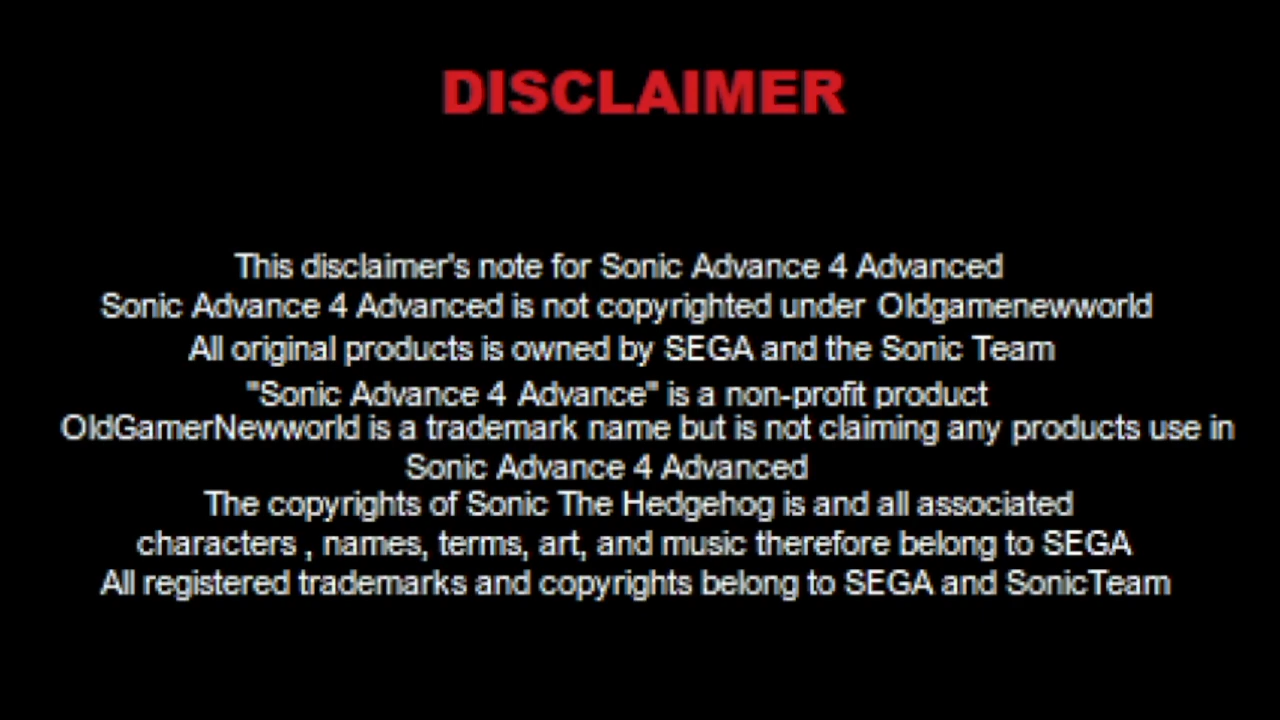 DISCLAIMER
This disclaimer's note for Sonic Advance 4 Advanced
Sonic Advance 4 Advanced is not copyrighted under Oldgamenewworld
All original products is owned by SEGA and the Sonic Team
"Sonic Advance 4 Advance" is a non-profit product
OldGamerNewworld is a trademark name but is not claiming any products use in
Sonic Advance 4 Advanced
The copyrights of Sonic The Hedgehog is and all associated
characters , names, terms, art, and music therefore belong to SEGA
All registered trademarks and copyrights belong to SEGA and SonicTeam